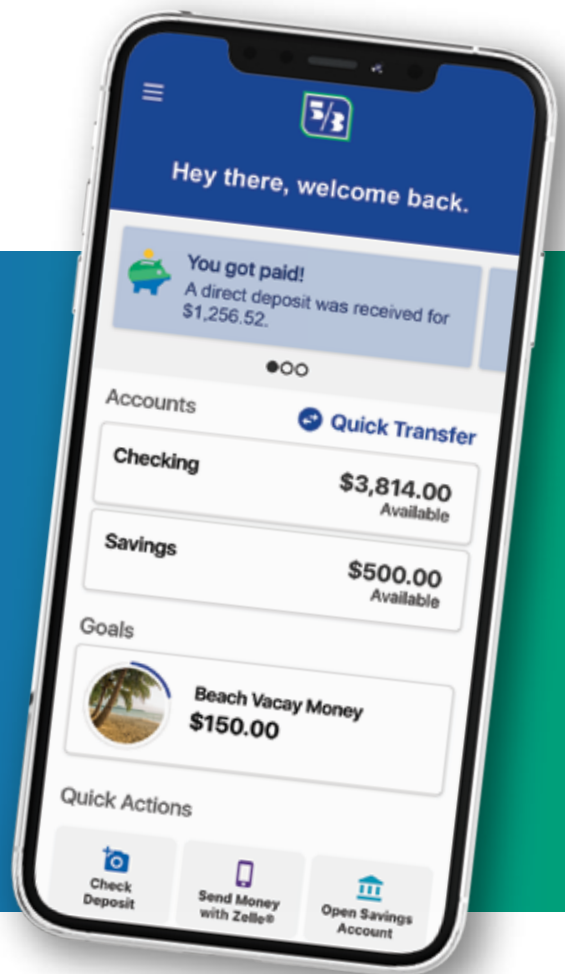 5/3
Hey there, welcome back.
You got paid!
A direct deposit was received for
$1,256.52.
Accounts
Quick Transfer
Checking
$3,814.00
Available
Savings
$500.00
Available
Goals
Beach Vacay Money
$150.00
Quick Actions
Check
Deposit
Send Money
with Zelle®
Open Savings
Account